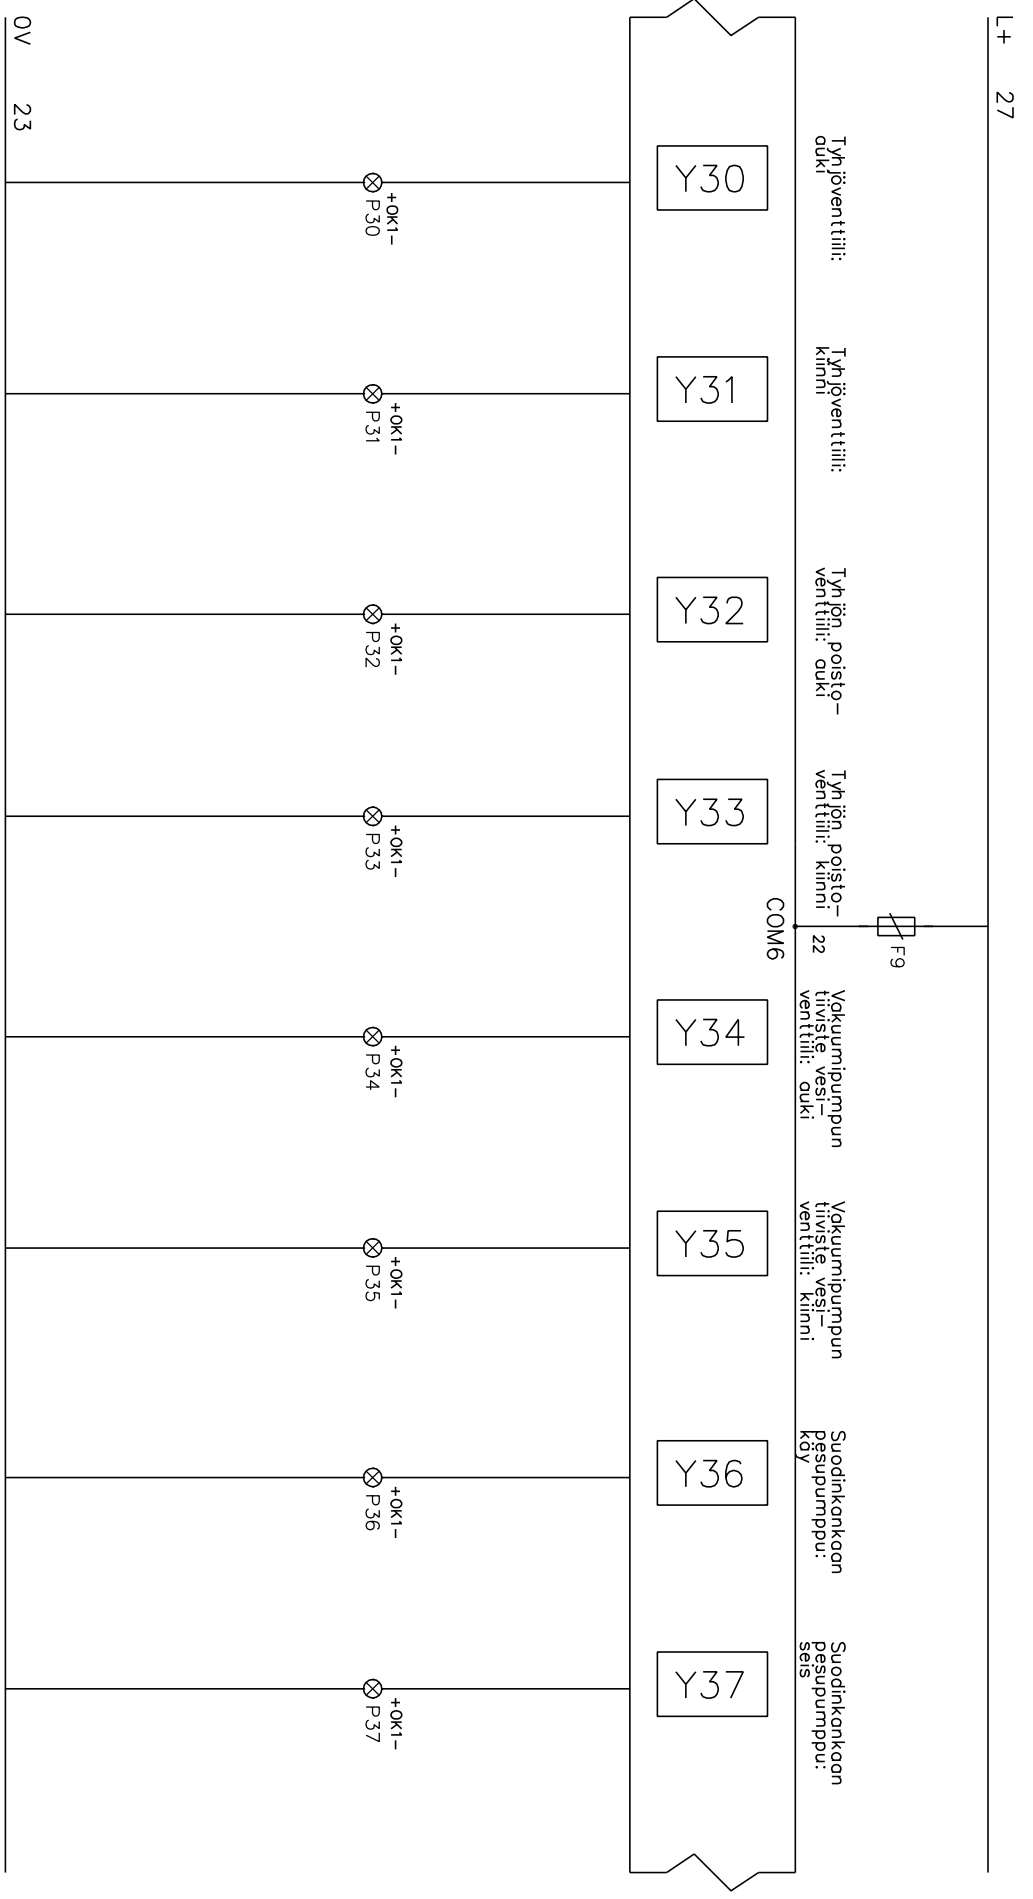 L+ 27
Tyhjöventtiili:
auki
Tyhjöventtiili:
kiinni
Tyhjön poisto-
venttiili: auki
Tyhjön poisto-
venttiili: kiinni
F9
22
Vakuumipumpun
tiiviste vesi-
venttiili: auki
Vakuumipumpun
tiiviste vesi-
venttiili: kiinni
Suodinkankaan
pesupumppu:
käy
Suodinkankaan
pesupumppu:
seis
COM6
Y30
Y31
Y32
Y33
Y34
Y35
Y36
Y37
+OK1-
P30
+OK1-
P31
+OK1-
P32
+OK1-
P33
+OK1-
P34
+OK1-
P35
+OK1-
P36
+OK1-
P37
0V 23